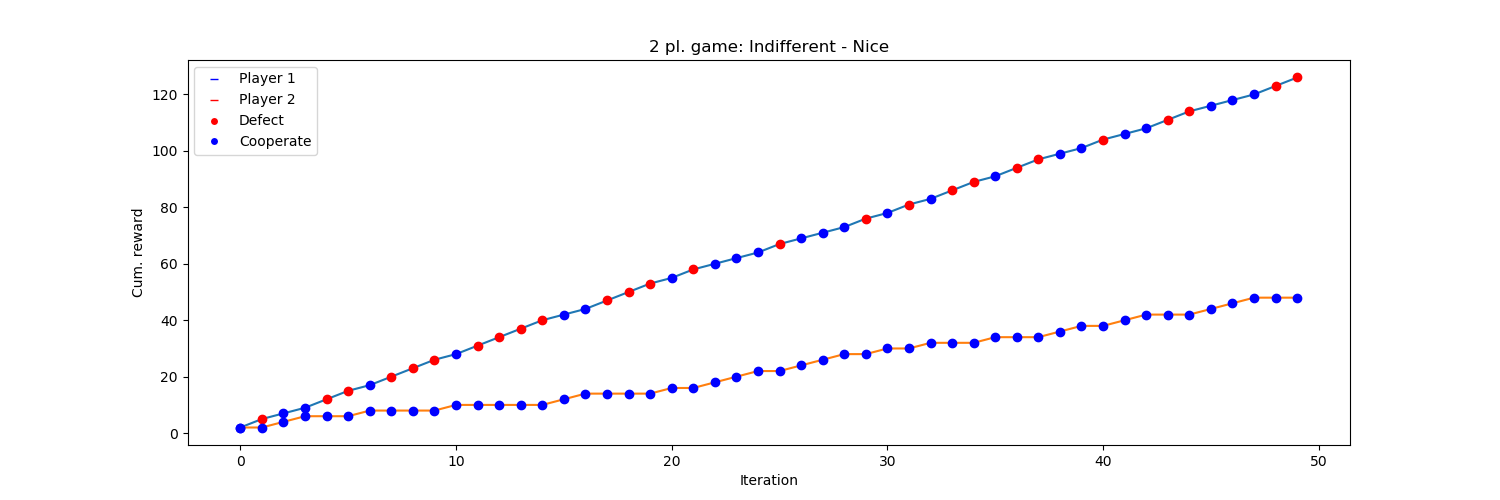 2 pl. game: Indifferent - Nice
Player 1
Player 2
Defect
Cooperate
Cum. reward
120
100
80
60
40
20
0
0 10 20 30 40 50
Iteration